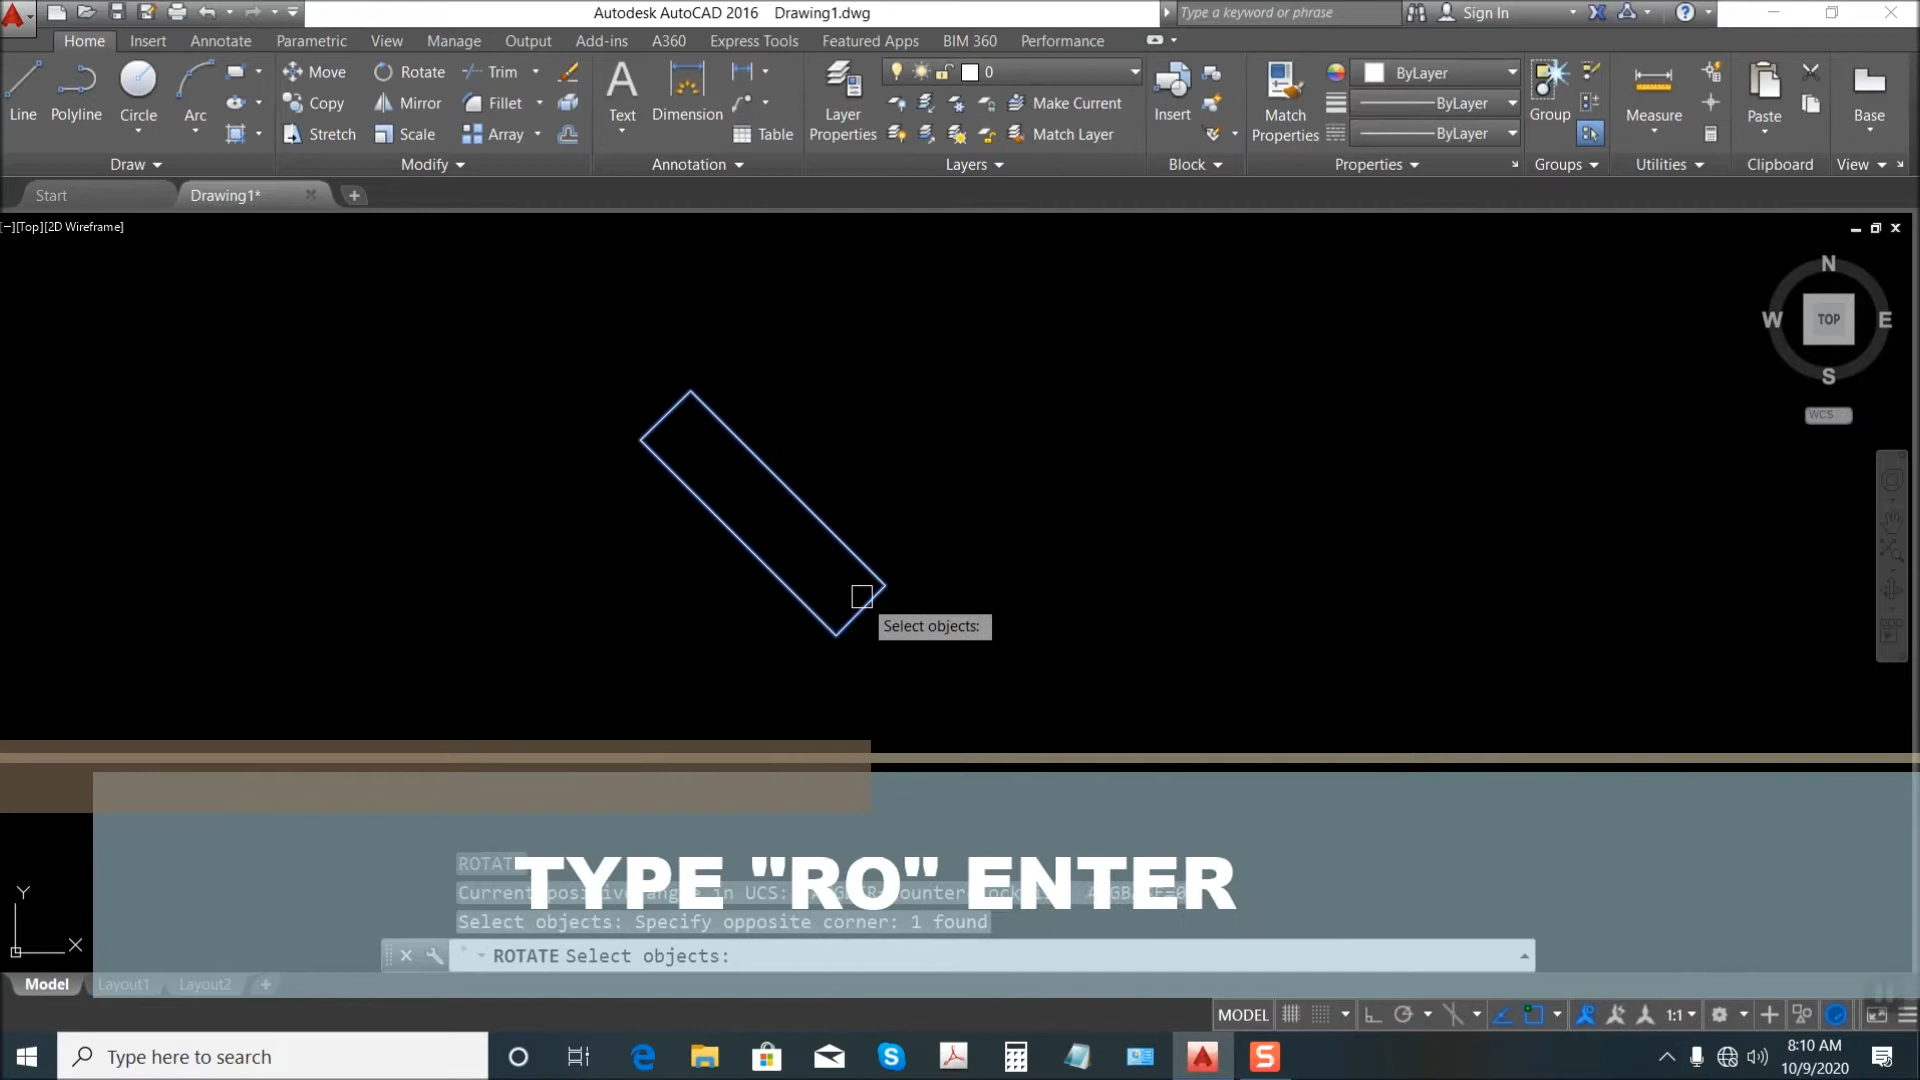 Autodesk AutoCAD 2016 Drawing1.dwg
Type a keyword or phrase
Sign In
Home Insert Annotate Parametric View Manage Output Add-ins A360 Express Tools Featured Apps BIM 360 Performance
Line
Polyline
Circle
Arc
Draw
Move Rotate Trim
Copy Mirror Fillet
Stretch Scale Array
Modify
Text
Dimension
Table
Annotation
Layer
Properties
0
Make Current
Match Layer
Layers
Insert
Block
Match
Properties
ByLayer
ByLayer
ByLayer
Properties
Group
Groups
Measure
Utilities
Paste
Clipboard
Base
View
Start
Drawing1*
[−][Top][2D Wireframe]
N
W TOP E
S
WCS
Select objects:
TYPE "RO" ENTER
Select objects: Specify opposite corner: 1 found
ROTATE Select objects:
Y
X
Model Layout1 Layout2
MODEL
1:1
Type here to search
8:10 AM
10/9/2020